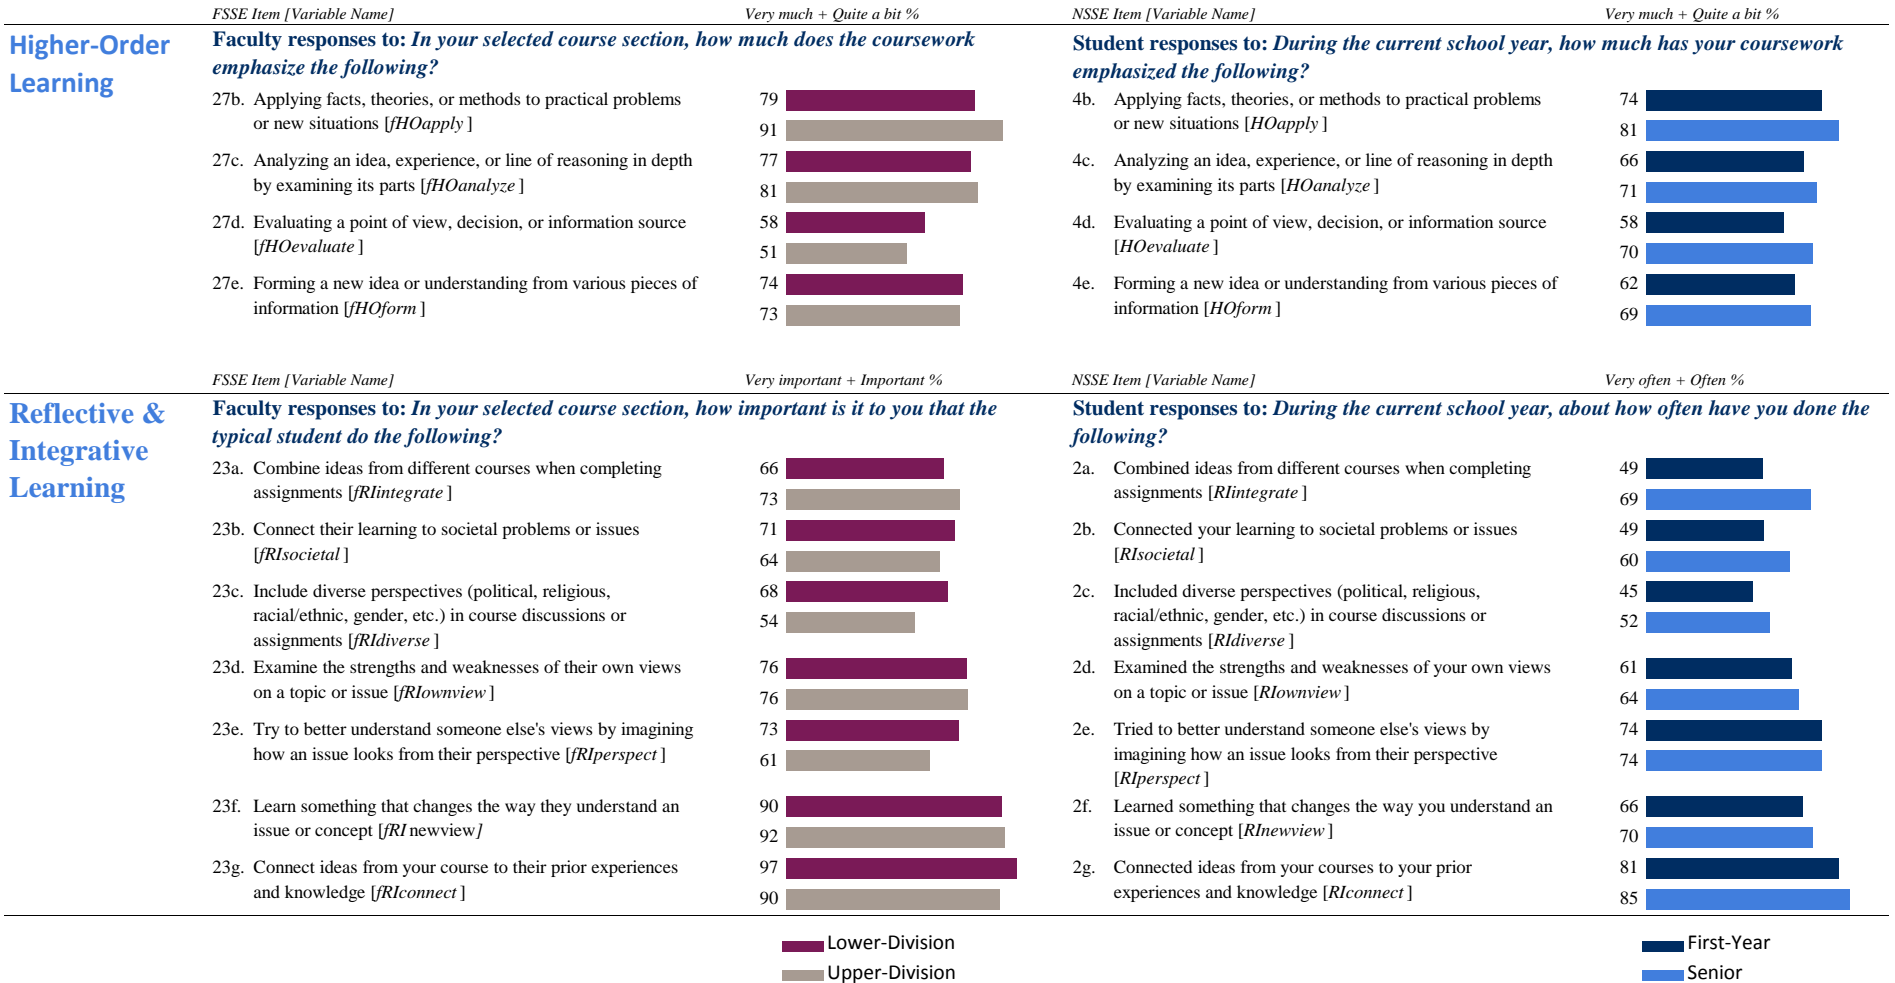 FSSE Item [Variable Name]
Very much + Quite a bit %
NSSE Item [Variable Name]
Very much + Quite a bit %
Higher-Order
Learning
Faculty responses to: In your selected course section, how much does the coursework
emphasize the following?
Student responses to: During the current school year, how much has your coursework
emphasized the following?
27b. Applying facts, theories, or methods to practical problems
or new situations [fHOapply ]
79
91
4b. Applying facts, theories, or methods to practical problems
or new situations [HOapply ]
74
81
27c. Analyzing an idea, experience, or line of reasoning in depth
by examining its parts [fHOanalyze ]
77
81
4c. Analyzing an idea, experience, or line of reasoning in depth
by examining its parts [HOanalyze ]
66
71
27d. Evaluating a point of view, decision, or information source
[fHOevaluate ]
58
51
4d. Evaluating a point of view, decision, or information source
[HOevaluate ]
58
70
27e. Forming a new idea or understanding from various pieces of
information [fHOform ]
74
73
4e. Forming a new idea or understanding from various pieces of
information [HOform ]
62
69
FSSE Item [Variable Name]
Very important + Important %
NSSE Item [Variable Name]
Very often + Often %
Reflective &
Integrative
Learning
Faculty responses to: In your selected course section, how important is it to you that the
typical student do the following?
Student responses to: During the current school year, about how often have you done the
following?
23a. Combine ideas from different courses when completing
assignments [fRIintegrate ]
66
73
2a. Combined ideas from different courses when completing
assignments [RIintegrate ]
49
69
23b. Connect their learning to societal problems or issues
[fRIsocietal ]
71
64
2b. Connected your learning to societal problems or issues
[RIsocietal ]
49
60
23c. Include diverse perspectives (political, religious,
racial/ethnic, gender, etc.) in course discussions or
assignments [fRIdiverse ]
68
54
2c. Included diverse perspectives (political, religious,
racial/ethnic, gender, etc.) in course discussions or
assignments [RIdiverse ]
45
52
23d. Examine the strengths and weaknesses of their own views
on a topic or issue [fRIownview ]
76
76
2d. Examined the strengths and weaknesses of your own views
on a topic or issue [RIownview ]
61
64
23e. Try to better understand someone else's views by imagining
how an issue looks from their perspective [fRIperspect ]
73
61
2e. Tried to better understand someone else's views by
imagining how an issue looks from their perspective
[RIperspect ]
74
74
23f. Learn something that changes the way they understand an
issue or concept [fRI newview]
90
92
2f. Learned something that changes the way you understand an
issue or concept [RInewview ]
66
70
23g. Connect ideas from your course to their prior experiences
and knowledge [fRIconnect ]
97
90
2g. Connected ideas from your courses to your prior
experiences and knowledge [RIconnect ]
81
85
Lower-Division
Upper-Division
First-Year
Senior